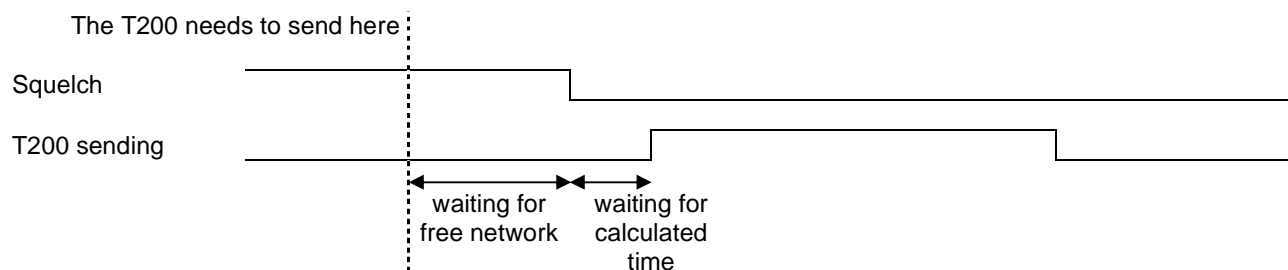 The T200 needs to send here
Squelch
T200 sending
waiting for
free network
waiting for
calculated
time